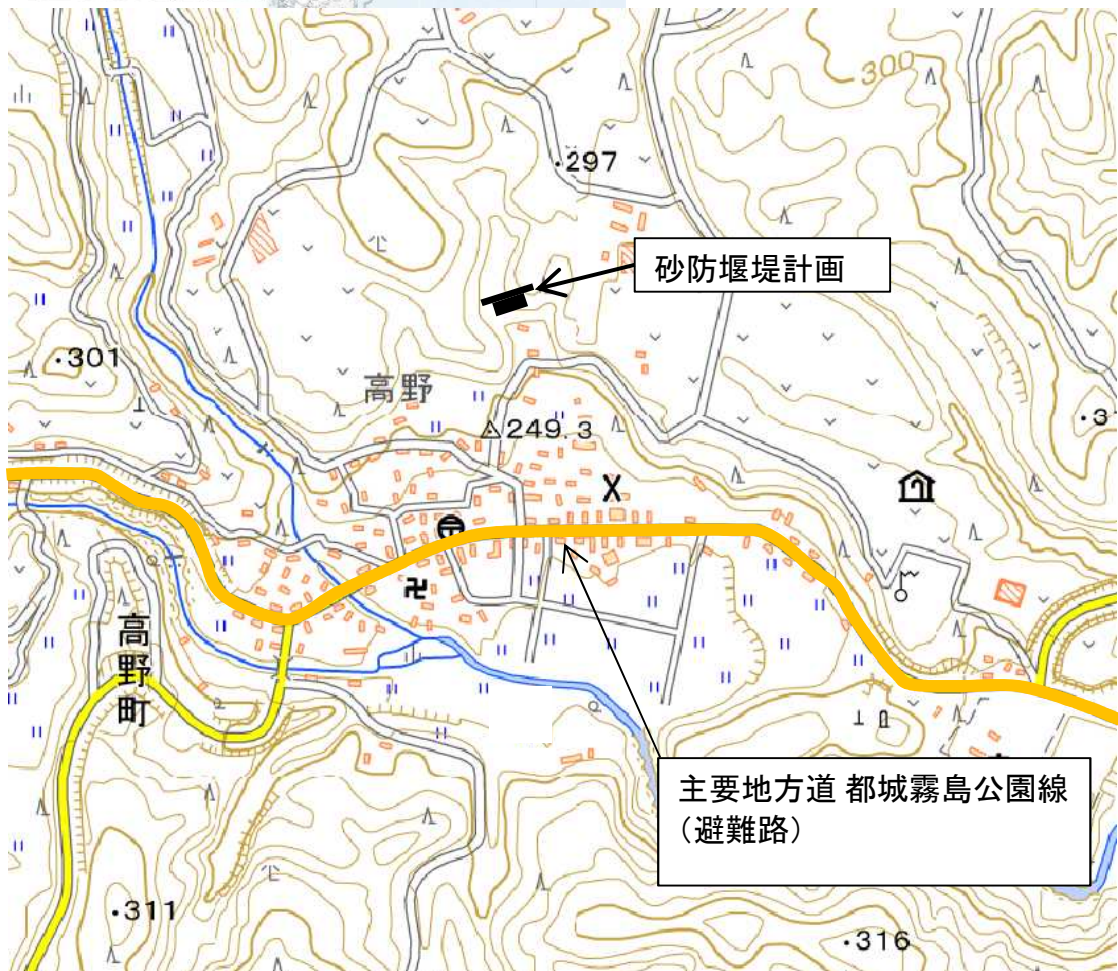 300
・297
砂防堰堤計画
・301
高野
249.3
・3
高野町
主要地方道 都城霧島公園線
(避難路)
・311
・316